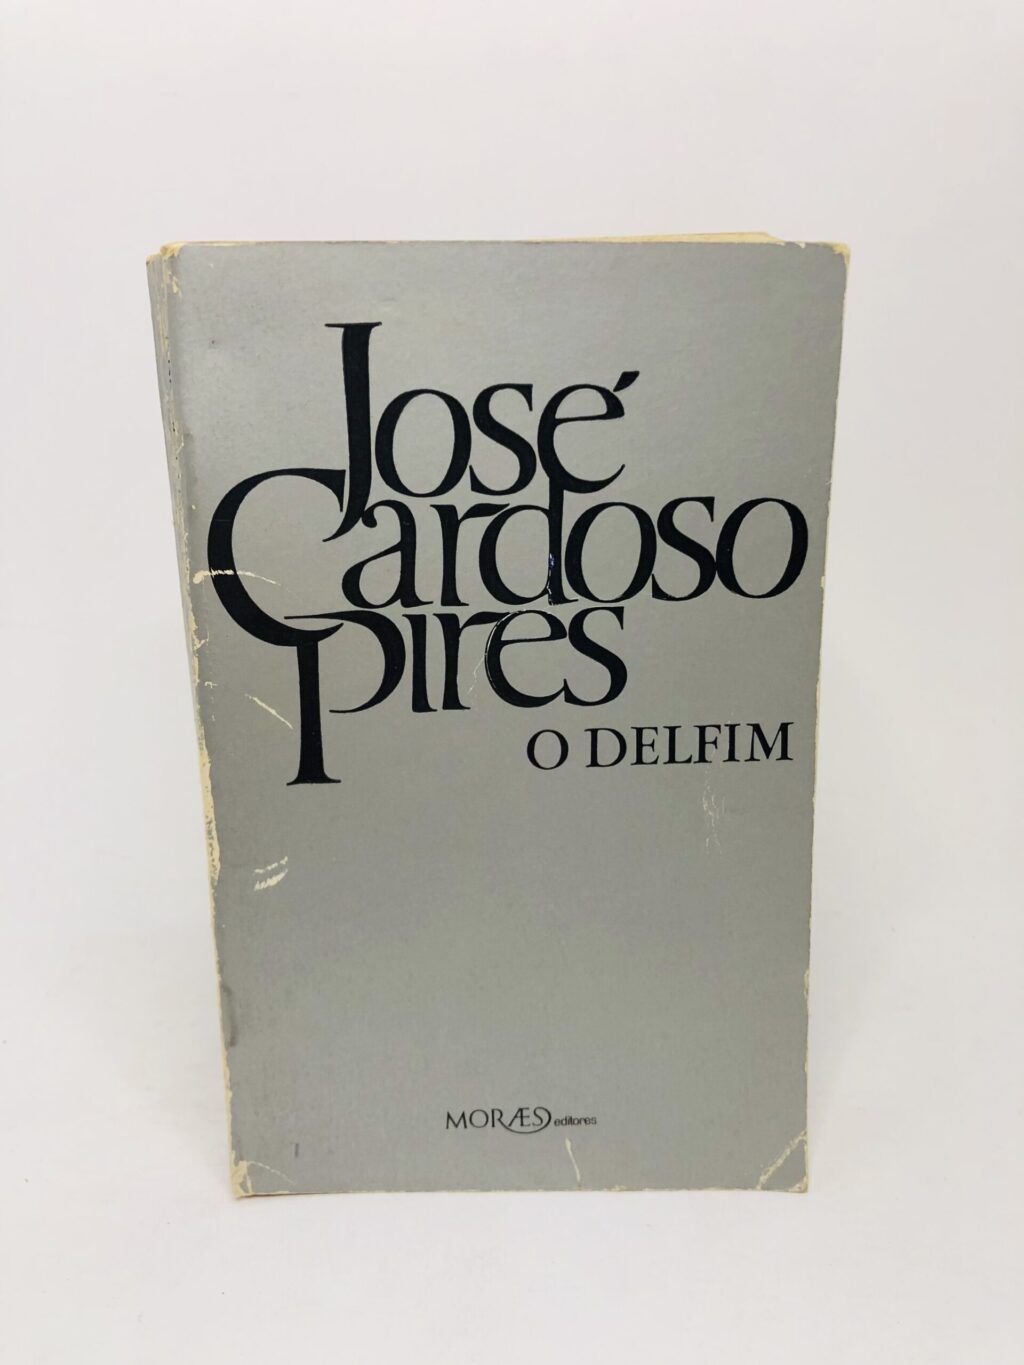 José
Cardoso
Pires
O DELFIM
MORÆS editores